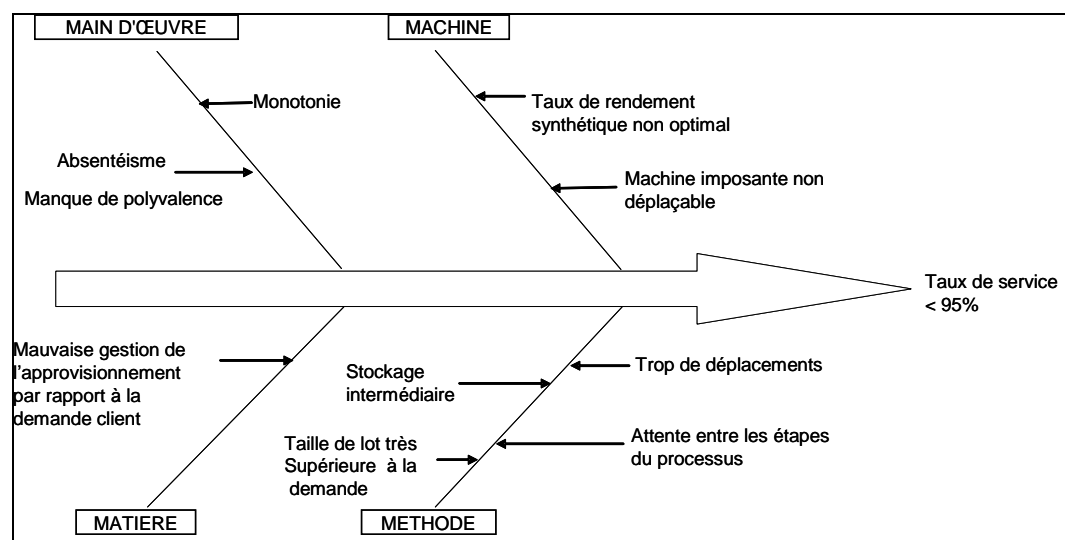 MAIN D'ŒUVRE
MACHINE
Monotonie
Taux de rendement
synthétique non optimal
Absentéisme
Manque de polyvalence
Machine imposante non
déplaçable
Taux de service
< 95%
Mauvaise gestion de
l'approvisionnement
par rapport à la
demande client
Stockage
intermédiaire
Trop de déplacements
Taille de lot très
Supérieure à la
demande
Attente entre les étapes
du processus
MATIERE
METHODE